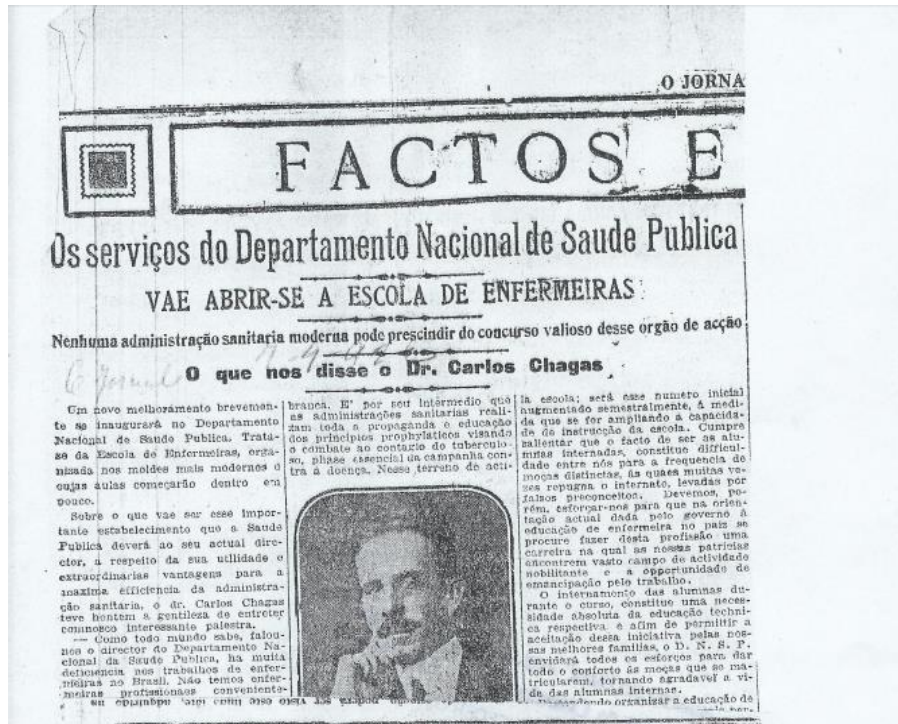 O JORNA
FACTOS E
Os serviços do Departamento Nacional de Saude Publica
VAE ABRIR-SE A ESCOLA DE ENFERMEIRAS
Nenhuma administração sanitaria moderna pode prescindir do concurso valioso desse orgão de acção
O que nos disse o Dr. Carlos Chagas
Um novo melhoramento brevemen-
te se inaugurará no Departamento
Nacional de Saude Publica. Trata-
se da Escola de Enfermeiras, orga-
nizada nos moldes mais modernos e
cujas aulas começarão dentro em
pouco.
Sobre o que vae ser esse impor-
tante estabelecimento que a Saude
Publica deverá ao seu actual dire-
ctor, a respeito da sua utilidade e
extraordinarias vantagens para a
maxima efficiencia da administra-
ção sanitaria, o dr. Carlos Chagas
teve hontem a gentileza de entreter
comnosco interessante palestra.
— Como todo mundo sabe, falou-
nos o director do Departamento Na-
cional da Saude Publica, ha muita
deficiencia nos trabalhos de enfer-
meiras no Brasil. Não temos enfer-
meiras profissionaes conveniente-
branca. E' por seu intermedio que
as administrações sanitarias reali-
zam toda a propaganda e educação
dos principios prophylaticos visando
o combate ao contagio do tuberculo-
so, phase essencial da campanha con-
tra a doença. Nesse terreno de acti-
la escola; será esse numero inicial
augmentado semestralmente, á medi-
da que se for ampliando a capacida-
de de instrucção da escola. Cumpre
salientar que o facto de ser as alu-
mnas internadas, constitue difficul-
dade entre nós para a frequencia de
moças distinctas, ás quaes muitas ve-
zes repugna o internato, levadas por
falsos preconceitos. Devemos, po-
rém, esforçar-nos para que na orien-
tação actual dada pelo governo á
educação de enfermeira no paiz se
procure fazer desta profissão uma
carreira na qual as nossas patricias
encontrem vasto campo de actividade
nobilitante e a opportunidade de
emancipação pelo trabalho.
O internamento das alumnas du-
rante o curso, constitue uma neces-
sidade absoluta da educação techni-
ca respectiva e afim de permittir a
aceitação dessa iniciativa pelas nos-
sas melhores familias, o D. N. S. P.
envidará todos os esforços para dar
todo o conforto ás moças que se ma-
tricularem, tornando agradavel a vi-
da das alumnas internas.
organizar a educação de